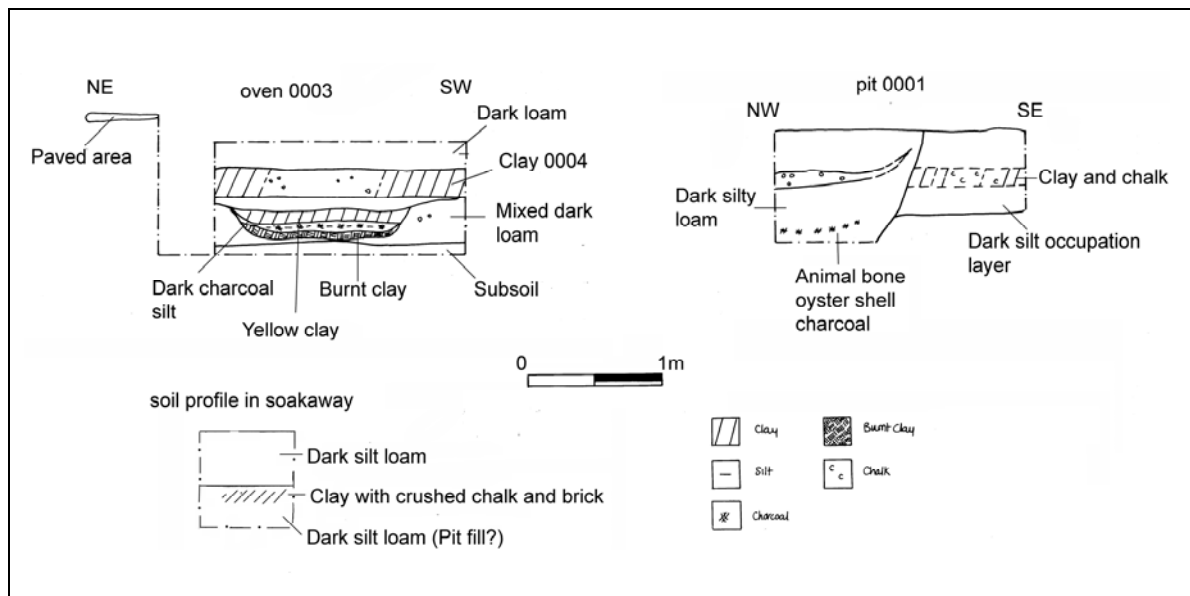 NE
oven 0003
SW
Dark loam
Paved area
Clay 0004
Mixed dark
loam
Dark charcoal
silt
Burnt clay
Subsoil
Yellow clay
pit 0001
NW
SE
Clay and chalk
Dark silty
loam
Dark silt occupation
layer
Animal bone
oyster shell
charcoal
0
1m
soil profile in soakaway
Dark silt loam
Clay with crushed chalk and brick
Dark silt loam (Pit fill?)
Clay
Burnt Clay
Silt
Chalk
Charcoal